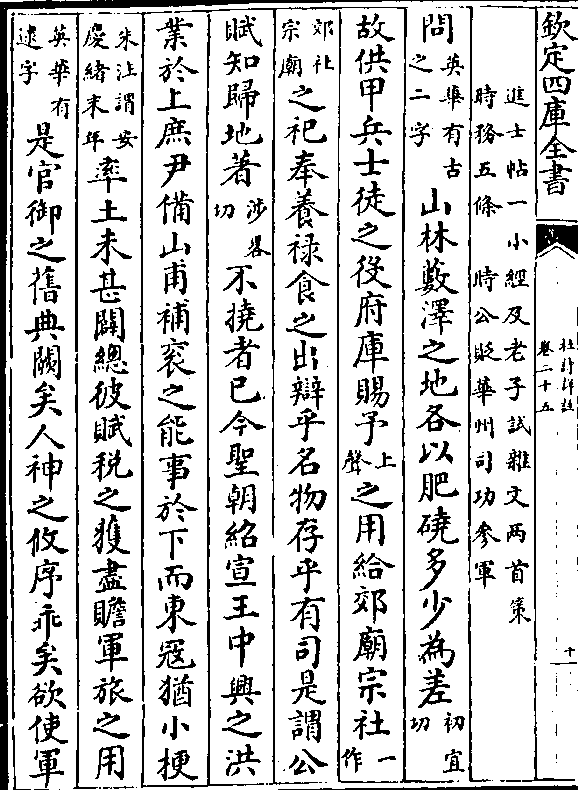 欽定四庫全書
杜詩詳註
卷二十五
十
進士帖一小經及老子試雜文兩首策
時務五條　時公貶華州司功參軍
問英華有古之二字山林藪澤之地各以肥磽多少為差初宜切
故供甲兵士徒之役府庫賜予上聲之用給郊廟宗社一作
郊社宗廟之祀奉養祿食之出辯乎名物存乎有司是謂公
賦知歸地著涉畧切不撓者已今聖朝紹宣王中興之洪
業於上庶尹備山甫補衮之能事於下而東寇猶小梗
朱注謂安慶緒末年率土未甚闢總彼賦稅之獲盡贍軍旅之用
英華有逮字是官御之舊典闕矣人神之攸序乖矣欲使軍